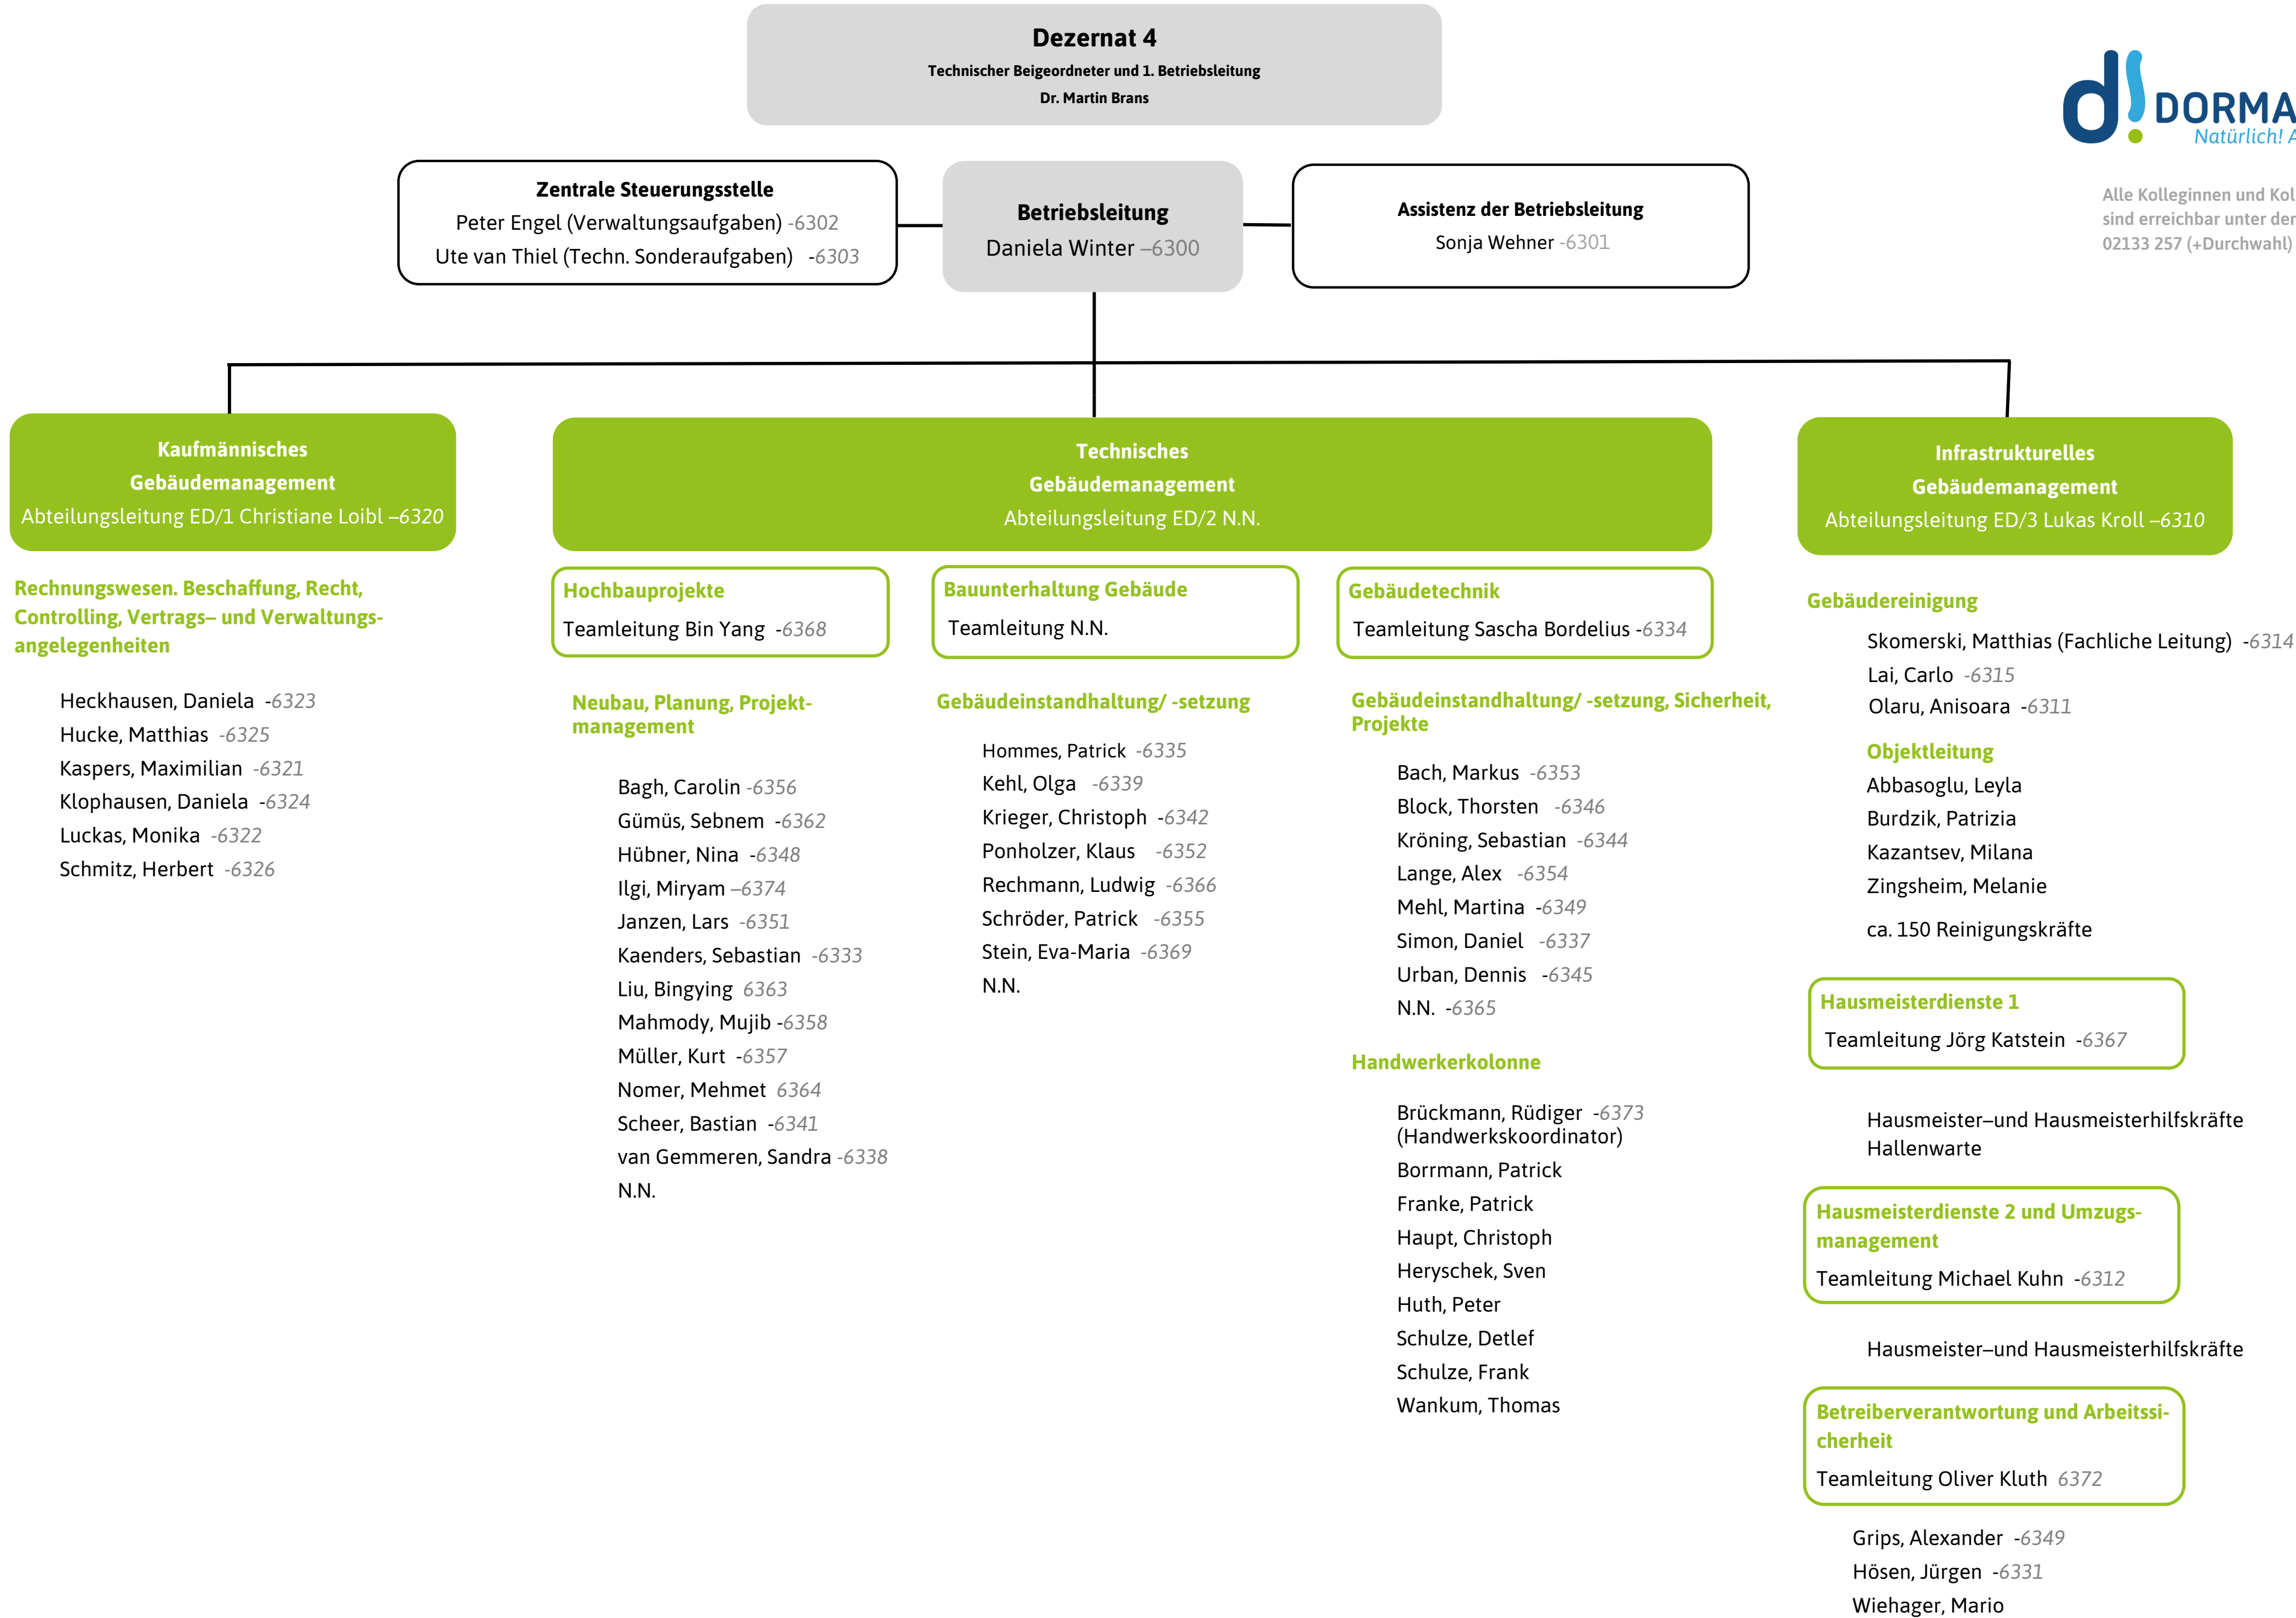 Dezernat 4
Technischer Beigeordneter und 1. Betriebsleitung
Dr. Martin Brans
d! DORMA
Natürlich! A
Alle Kolleginnen und Kol
sind erreichbar unter der
02133 257 (+Durchwahl)
Zentrale Steuerungsstelle
Peter Engel (Verwaltungsaufgaben) -6302
Ute van Thiel (Techn. Sonderaufgaben) -6303
Betriebsleitung
Daniela Winter –6300
Assistenz der Betriebsleitung
Sonja Wehner -6301
Kaufmännisches
Gebäudemanagement
Abteilungsleitung ED/1 Christiane Loibl –6320
Rechnungswesen. Beschaffung, Recht,
Controlling, Vertrags– und Verwaltungs-
angelegenheiten
Heckhausen, Daniela -6323
Hucke, Matthias -6325
Kaspers, Maximilian -6321
Klophausen, Daniela -6324
Luckas, Monika -6322
Schmitz, Herbert -6326
Technisches
Gebäudemanagement
Abteilungsleitung ED/2 N.N.
Hochbauprojekte
Teamleitung Bin Yang -6368
Neubau, Planung, Projekt-
management
Bagh, Carolin -6356
Gümüs, Sebnem -6362
Hübner, Nina -6348
Ilgi, Miryam –6374
Janzen, Lars -6351
Kaenders, Sebastian -6333
Liu, Bingying 6363
Mahmody, Mujib -6358
Müller, Kurt -6357
Nomer, Mehmet 6364
Scheer, Bastian -6341
van Gemmeren, Sandra -6338
N.N.
Bauunterhaltung Gebäude
Teamleitung N.N.
Gebäudeinstandhaltung/ -setzung
Hommes, Patrick -6335
Kehl, Olga -6339
Krieger, Christoph -6342
Ponholzer, Klaus -6352
Rechmann, Ludwig -6366
Schröder, Patrick -6355
Stein, Eva-Maria -6369
N.N.
Gebäudetechnik
Teamleitung Sascha Bordelius -6334
Gebäudeinstandhaltung/ -setzung, Sicherheit,
Projekte
Bach, Markus -6353
Block, Thorsten -6346
Kröning, Sebastian -6344
Lange, Alex -6354
Mehl, Martina -6349
Simon, Daniel -6337
Urban, Dennis -6345
N.N. -6365
Handwerkerkolonne
Brückmann, Rüdiger -6373
(Handwerkskoordinator)
Borrmann, Patrick
Franke, Patrick
Haupt, Christoph
Heryschek, Sven
Huth, Peter
Schulze, Detlef
Schulze, Frank
Wankum, Thomas
Infrastrukturelles
Gebäudemanagement
Abteilungsleitung ED/3 Lukas Kroll –6310
Gebäudereinigung
Skomerski, Matthias (Fachliche Leitung) -6314
Lai, Carlo -6315
Olaru, Anisoara -6311
Objektleitung
Abbasoglu, Leyla
Burdzik, Patrizia
Kazantsev, Milana
Zingsheim, Melanie
ca. 150 Reinigungskräfte
Hausmeisterdienste 1
Teamleitung Jörg Katstein -6367
Hausmeister–und Hausmeisterhilfskräfte
Hallenwarte
Hausmeisterdienste 2 und Umzugs-
management
Teamleitung Michael Kuhn -6312
Hausmeister–und Hausmeisterhilfskräfte
Betreiberverantwortung und Arbeitssi-
cherheit
Teamleitung Oliver Kluth 6372
Grips, Alexander -6349
Hösen, Jürgen -6331
Wiehager, Mario